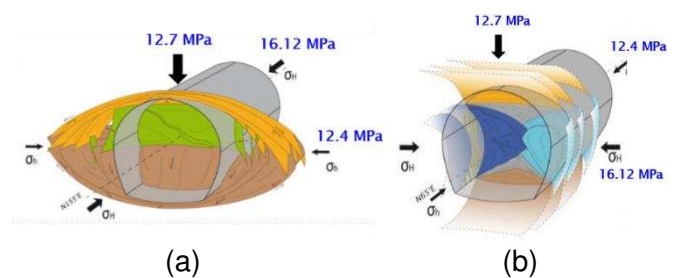 12.7 MPa
16.12 MPa
σH
12.4 MPa
σh
σh
N155°E
σH
(a)
12.7 MPa
12.4 MPa
σH
σH
16.12 MPa
N65°E
σh
(b)